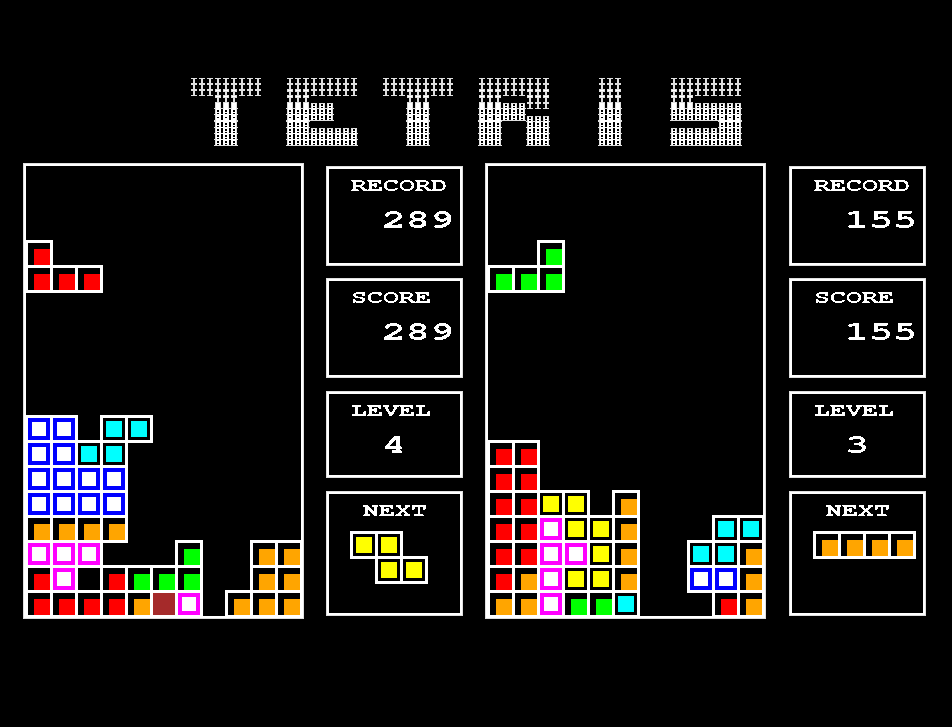 TETRIS
RECORD
289
SCORE
289
LEVEL
4
NEXT
RECORD
155
SCORE
155
LEVEL
3
NEXT